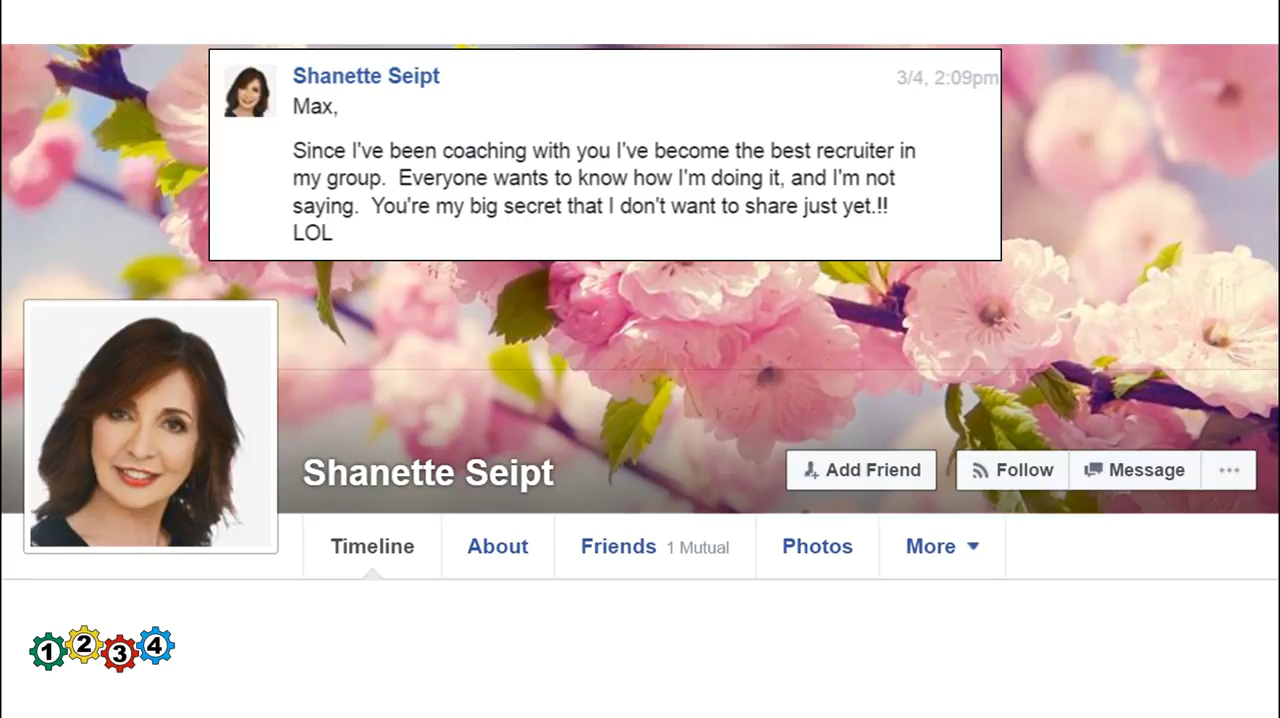 Shanette Seipt 3/4, 2:09pm
Max,
Since I've been coaching with you I've become the best recruiter in
my group.  Everyone wants to know how I'm doing it, and I'm not
saying.  You're my big secret that I don't want to share just yet.!!
LOL
Shanette Seipt
Add Friend Follow Message
Timeline About Friends 1 Mutual Photos More
1 2 3 4